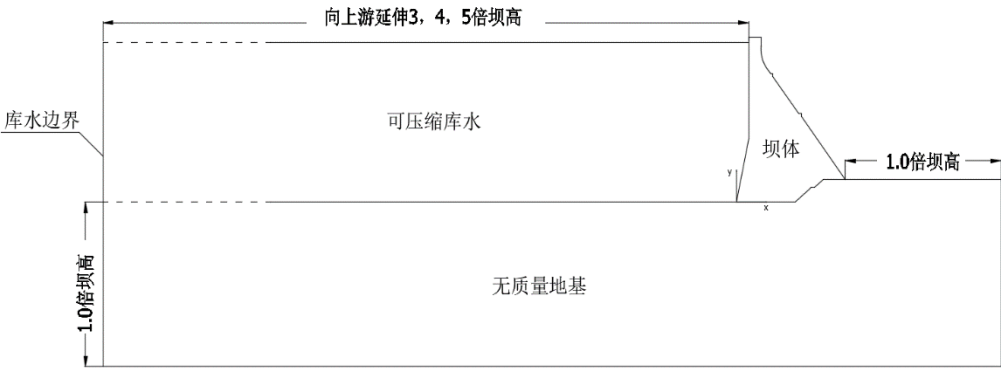 向上游延伸3，4，5倍坝高
库水边界
可压缩库水
坝体
1.0倍坝高
y
x
1.0倍坝高
无质量地基